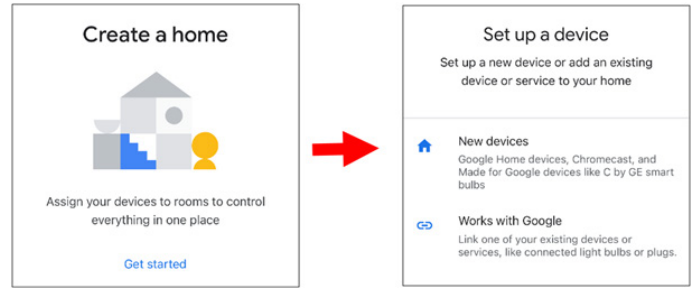 Create a home
Assign your devices to rooms to control
everything in one place
Get started
Set up a device
Set up a new device or add an existing
device or service to your home
New devices
Google Home devices, Chromecast, and
Made for Google devices like C by GE smart
bulbs
Works with Google
Link one of your existing devices or
services, like connected light bulbs or plugs.